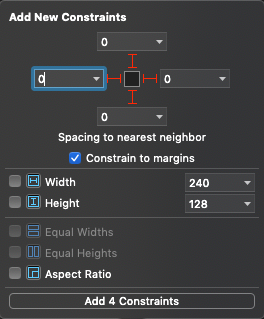 Add New Constraints
0
0 0
0
Spacing to nearest neighbor
Constrain to margins
Width 240
Height 128
Equal Widths
Equal Heights
Aspect Ratio
Add 4 Constraints